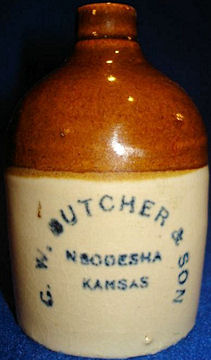 C. W. BUTCHER & SON
NEODESHA
KANSAS